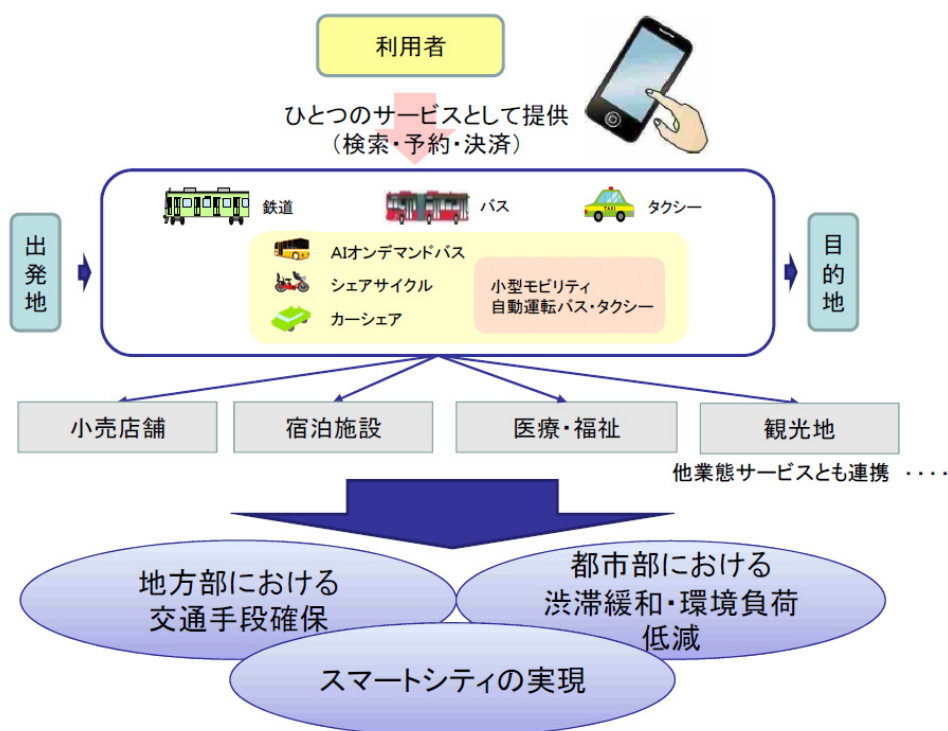 利用者
ひとつのサービスとして提供
（検索・予約・決済）
鉄道
バス
タクシー
TAXI
出発地
目的地
AIオンデマンドバス
シェアサイクル
カーシェア
小型モビリティ
自動運転バス・タクシー
小売店舗
宿泊施設
医療・福祉
観光地
他業態サービスとも連携 ････
地方部における
交通手段確保
都市部における
渋滞緩和・環境負荷
低減
スマートシティの実現